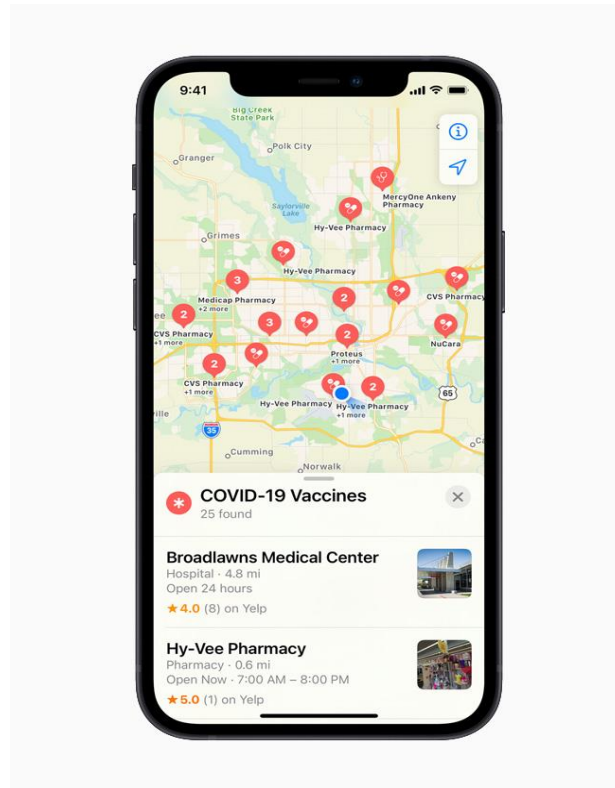 9:41
Big Creek
State Park
Polk City
Granger
MercyOne Ankeny
Pharmacy
Saylorville
Lake
Hy-Vee Pharmacy
Grimes
Hy-Vee Pharmacy
3
Medicap Pharmacy
+2 more
2
CVS Pharmacy
2
CVS Pharmacy
+1 more
3
2
Proteus
+1 more
NuCara
2
CVS Pharmacy
+1 more
2
Hy-Vee Pharmacy
Hy-Vee Pharmacy
+1 more
65
ville
35
Cumming
Norwalk
COVID-19 Vaccines
25 found
Broadlawns Medical Center
Hospital · 4.8 mi
Open 24 hours
★4.0 (8) on Yelp
Hy-Vee Pharmacy
Pharmacy · 0.6 mi
Open Now · 7:00 AM – 8:00 PM
★5.0 (1) on Yelp